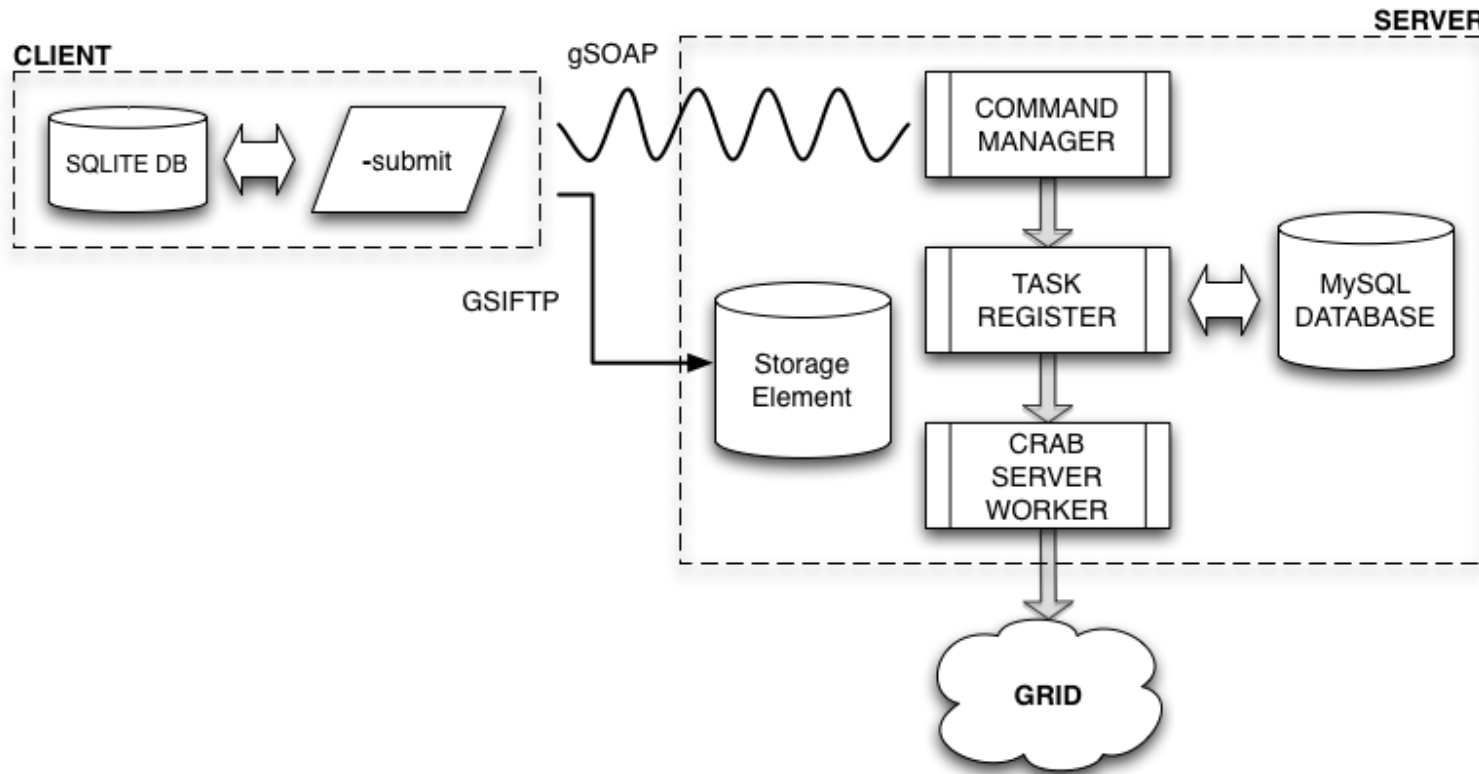 CLIENT
SQLITE DB
-submit
gSOAP
GSIFTP
SERVER
COMMAND
MANAGER
TASK
REGISTER
MySQL
DATABASE
Storage
Element
CRAB
SERVER
WORKER
GRID